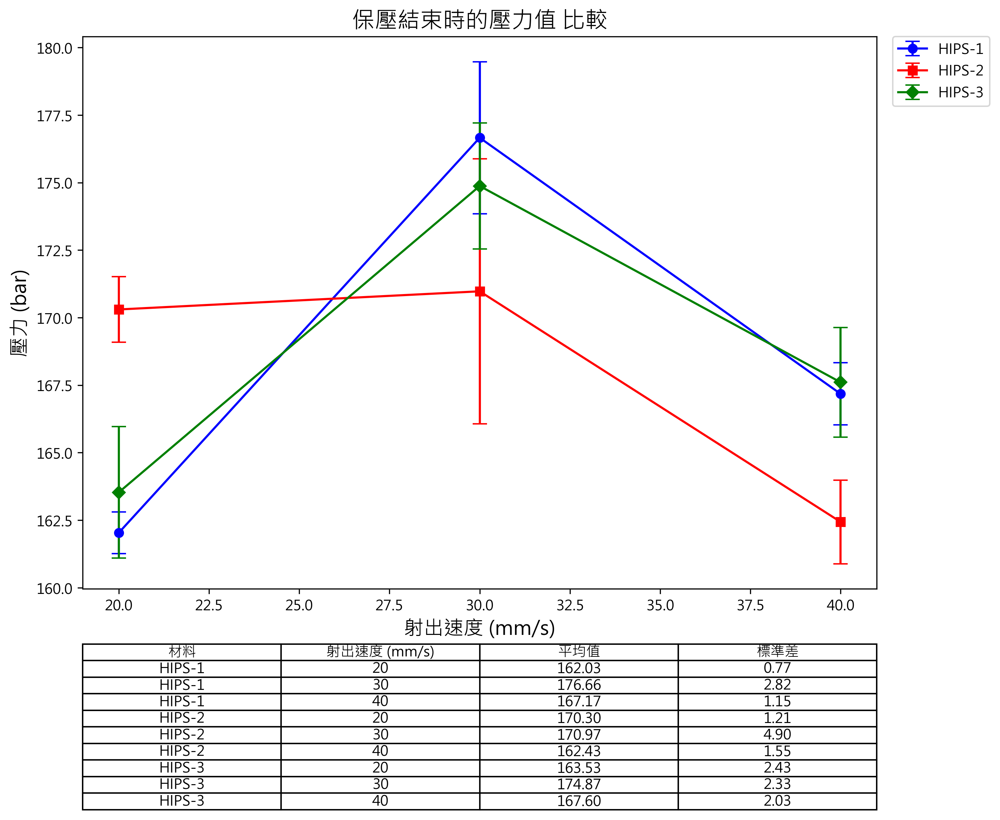 保壓結束時的壓力值 比較
180.0
177.5
175.0
172.5
170.0
167.5
165.0
162.5
160.0
壓力 (bar)
HIPS-1
HIPS-2
HIPS-3
20.0 22.5 25.0 27.5 30.0 32.5 35.0 37.5 40.0
射出速度 (mm/s)
材料 射出速度 (mm/s) 平均值 標準差
HIPS-1 20 162.03 0.77
HIPS-1 30 176.66 2.82
HIPS-1 40 167.17 1.15
HIPS-2 20 170.30 1.21
HIPS-2 30 170.97 4.90
HIPS-2 40 162.43 1.55
HIPS-3 20 163.53 2.43
HIPS-3 30 174.87 2.33
HIPS-3 40 167.60 2.03